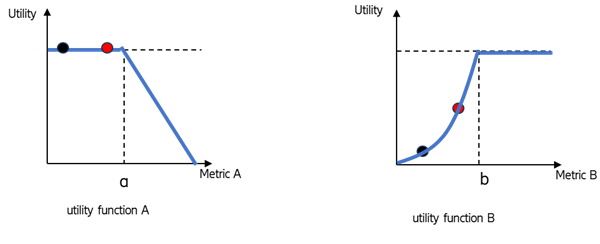 Utility
Metric A
a
utility function A
Utility
Metric B
b
utility function B